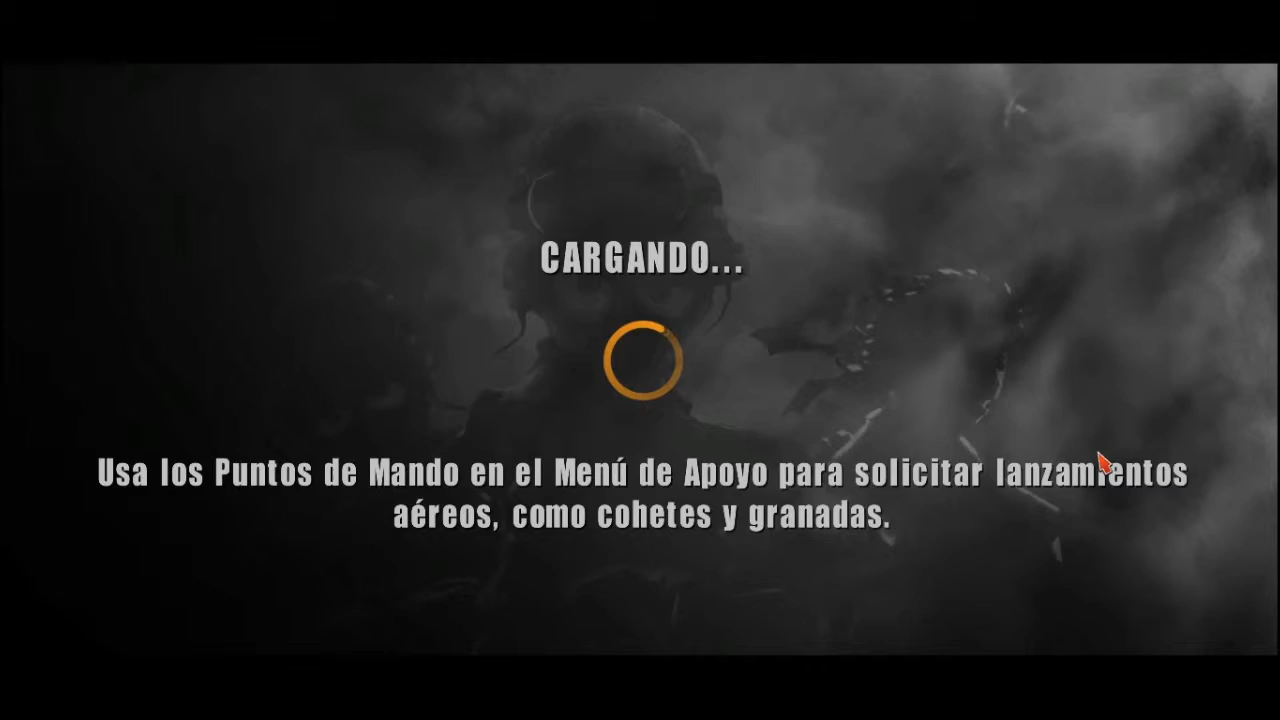 CARGANDO...
Usa los Puntos de Mando en el Menú de Apoyo para solicitar lanzamientos
aéreos, como cohetes y granadas.